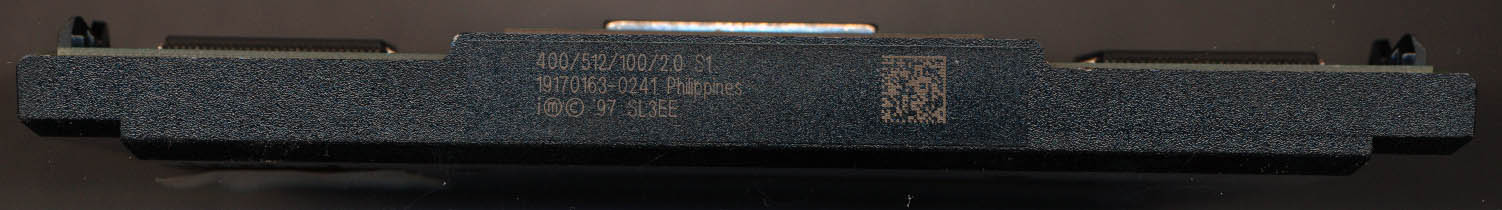 400/512/100/2.0 S1
19170163-0241 Philippines
i Ⓜ Ⓒ '97 SL3EE